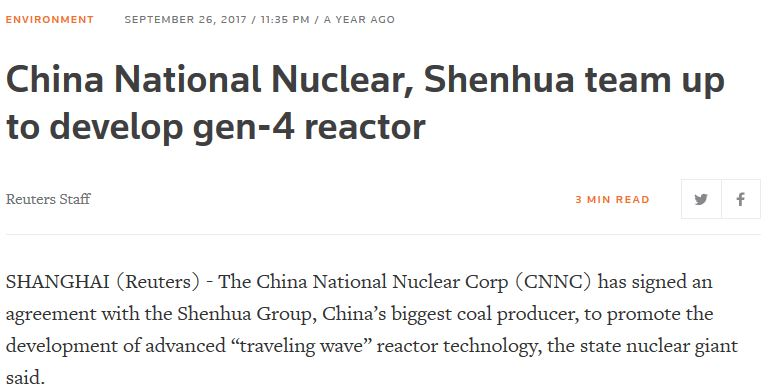 ENVIRONMENT SEPTEMBER 26, 2017 / 11:35 PM / A YEAR AGO
China National Nuclear, Shenhua team up
to develop gen-4 reactor
Reuters Staff 3 MIN READ
SHANGHAI (Reuters) - The China National Nuclear Corp (CNNC) has signed an
agreement with the Shenhua Group, China’s biggest coal producer, to promote the
development of advanced “traveling wave” reactor technology, the state nuclear giant
said.